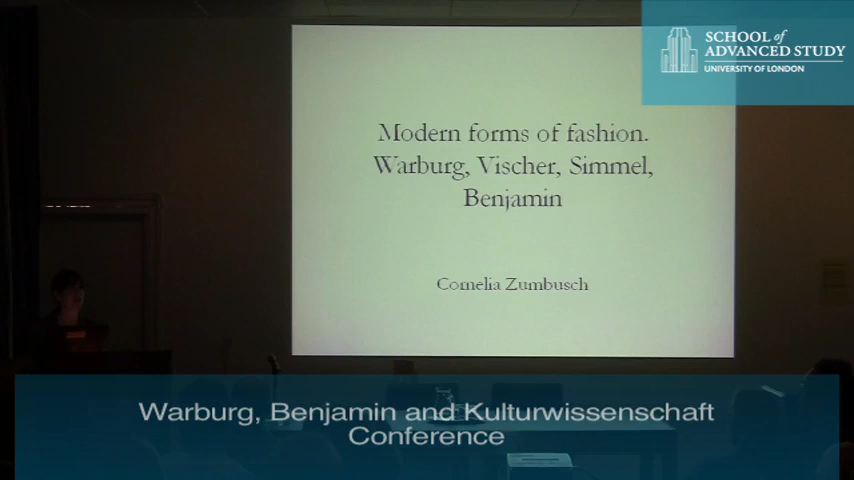 SCHOOL of
ADVANCED STUDY
UNIVERSITY OF LONDON
Modern forms of fashion.
Warburg, Vischer, Simmel,
Benjamin
Cornelia Zumbusch
Warburg, Benjamin and Kulturwissenschaft
Conference